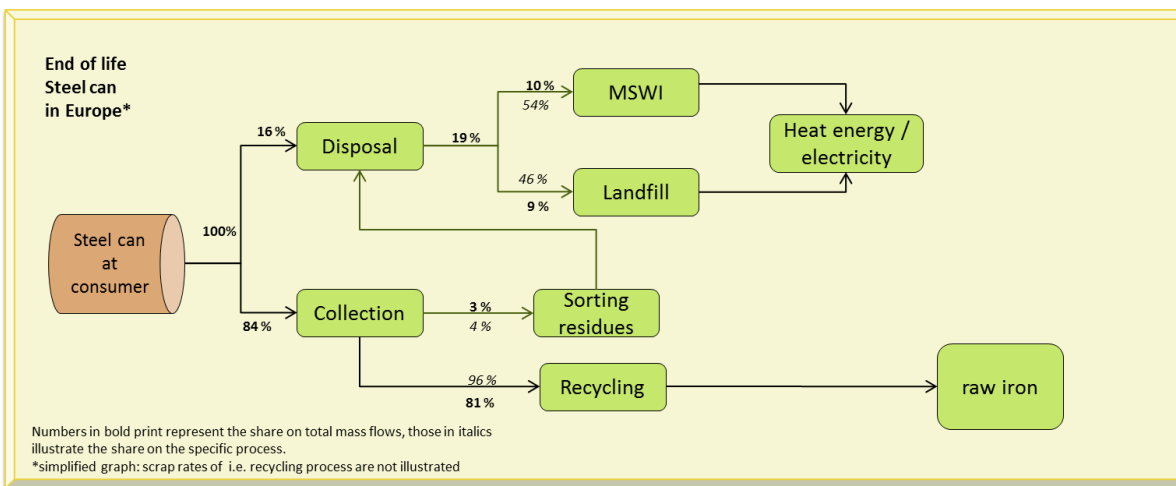 End of life
Steel can
in Europe*
10 %
MSWI
54%
16 %
Disposal
19%
Heat energy /
electricity
46 %
Landfill
9 %
100%
Steel can
at
consumer
84 %
Collection
3 %
4 %
Sorting
residues
96 %
Recycling
81 %
raw iron
Numbers in bold print represent the share on total mass flows, those in italics
illustrate the share on the specific process.
*simplified graph: scrap rates of i.e. recycling process are not illustrated